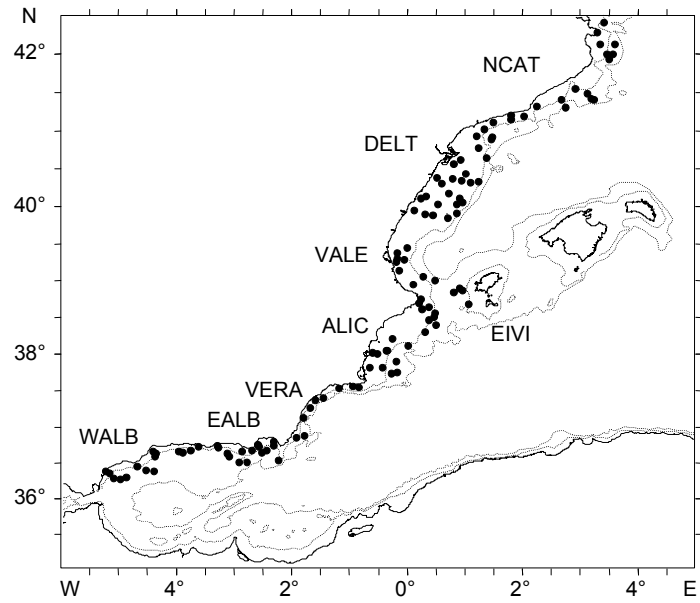 N
42°
NCAT
DELT
40°
VALE
ALIC
EIVI
38°
VERA
EALB
WALB
36°
W 4° 2° 0° 2° 4° E